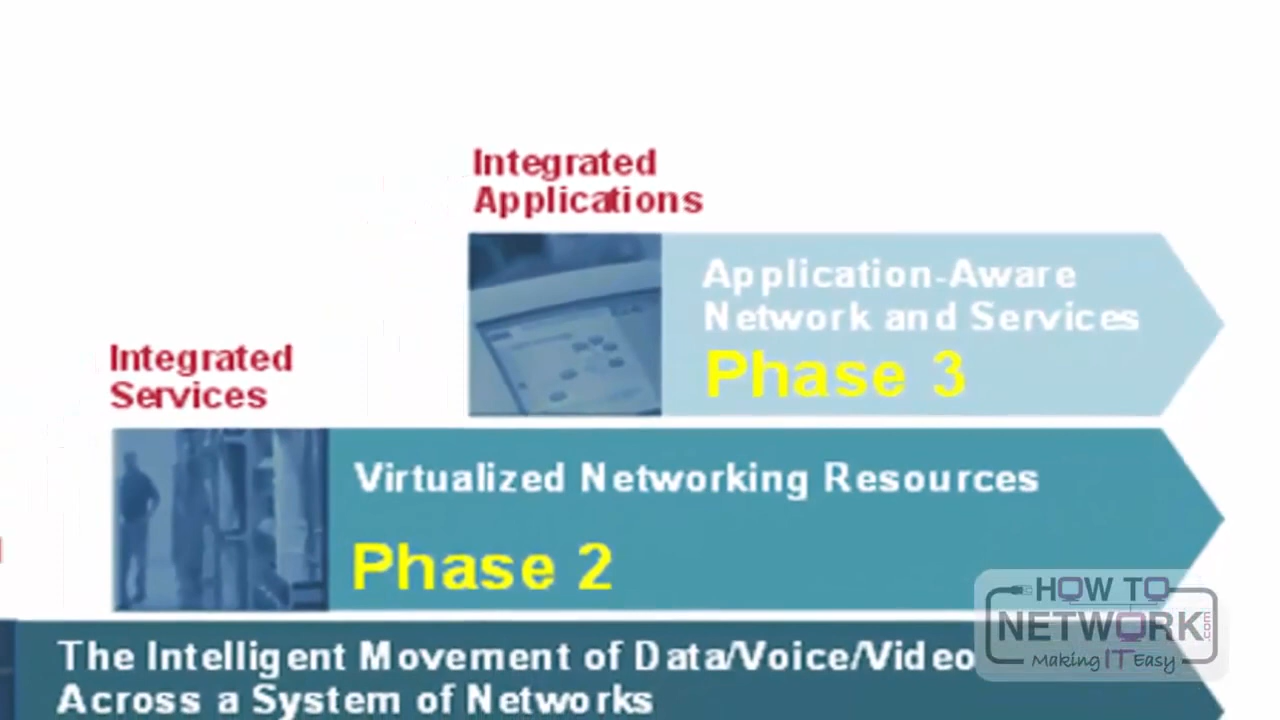 Integrated
Applications
Application-Aware
Network and Services
Phase 3
Integrated
Services
Virtualized Networking Resources
Phase 2
The Intelligent Movement of Data/Voice/Video
Across a System of Networks
HOW TO
NETWORK.com
Making IT Easy